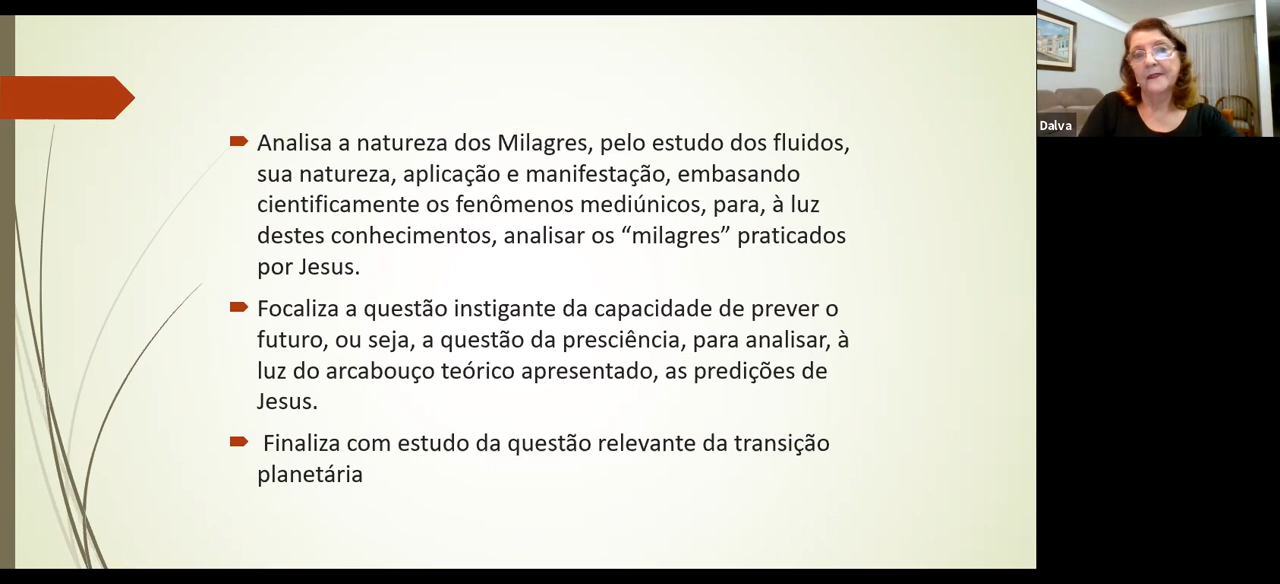 Analisa a natureza dos Milagres, pelo estudo dos fluidos,
sua natureza, aplicação e manifestação, embasando
cientificamente os fenômenos mediúnicos, para, à luz
destes conhecimentos, analisar os “milagres” praticados
por Jesus.
Focaliza a questão instigante da capacidade de prever o
futuro, ou seja, a questão da presciência, para analisar, à
luz do arcabouço teórico apresentado, as predições de
Jesus.
Finaliza com estudo da questão relevante da transição
planetária
Dalva